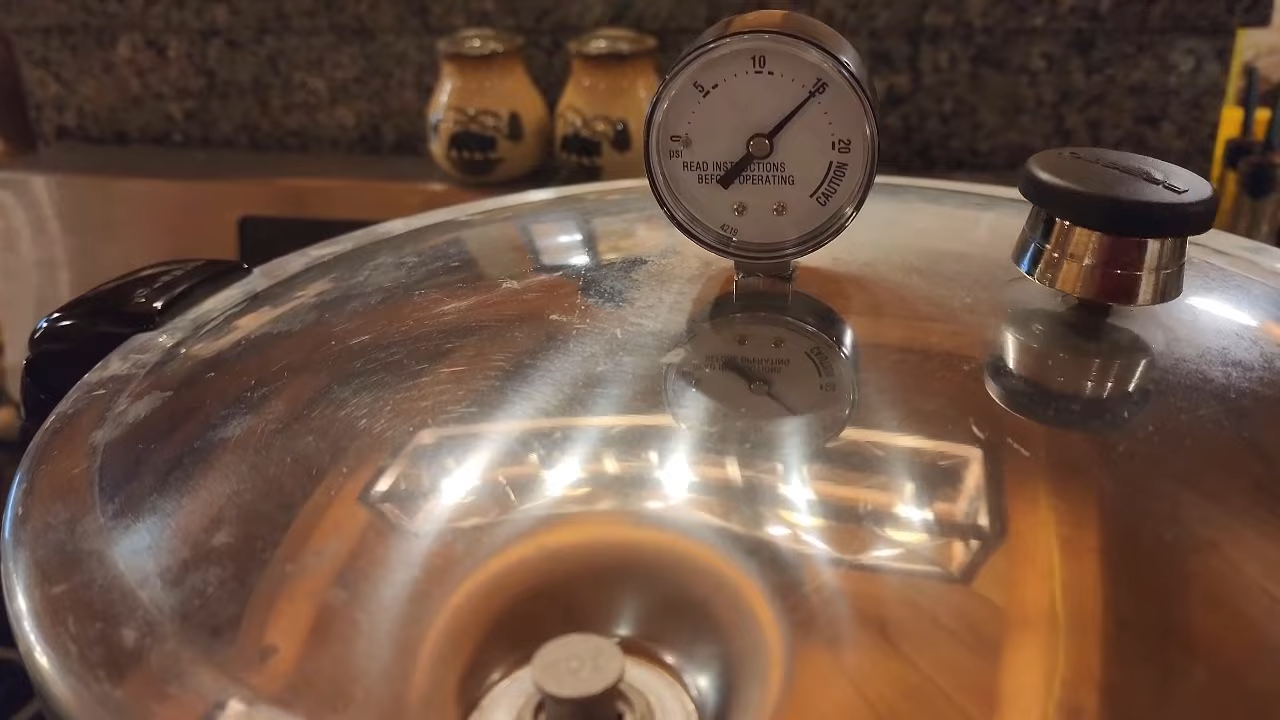 10
5
15
0
20
psi
READ INSTRUCTIONS
BEFORE OPERATING
CAUTION
4219